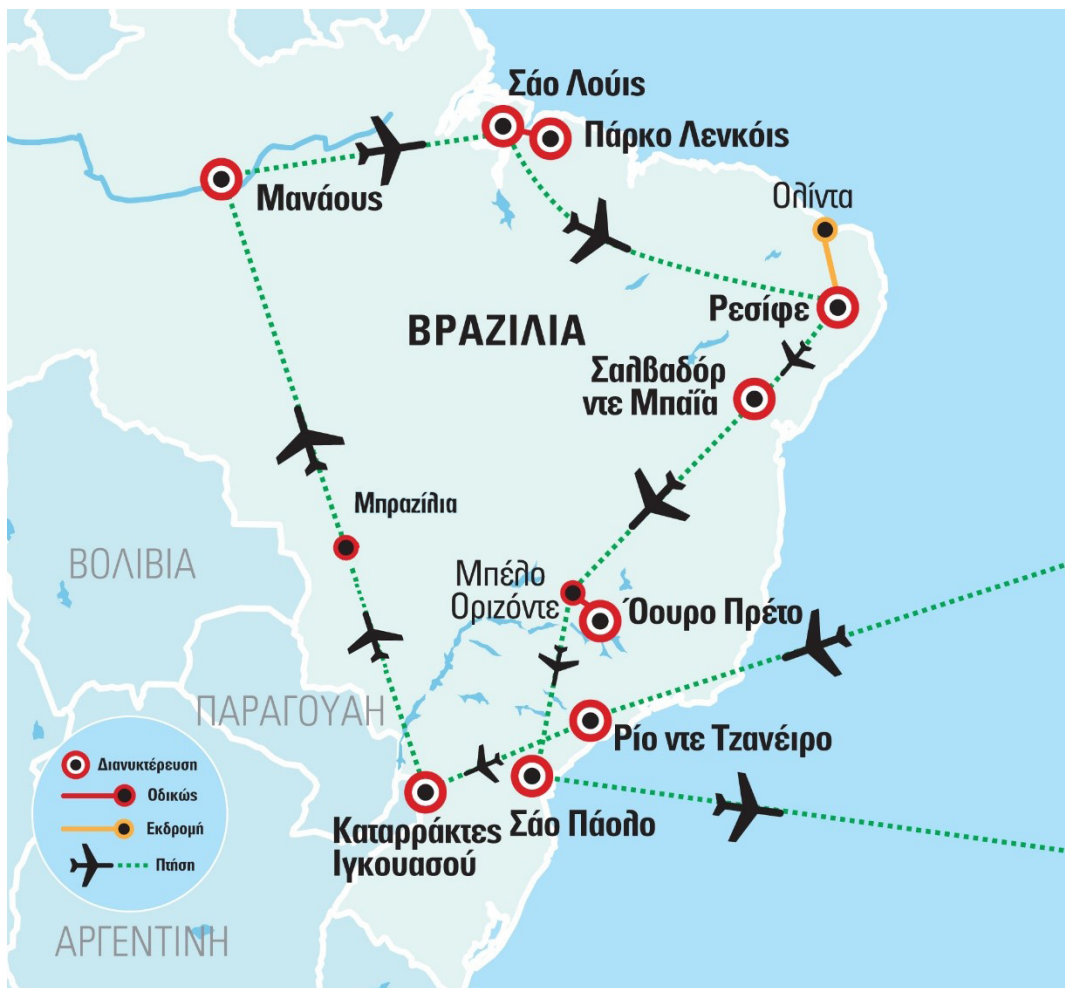 Σάο Λούις
Πάρκο Λενκόις
Μανάους
Ολίντα
Ρεσίφε
ΒΡΑΖΙΛΙΑ
Σαλβαδόρ
ντε Μπαΐα
Μπραζίλια
ΒΟΛΙΒΙΑ
Μπέλο
Οριζόντε
Όουρο Πρέτο
ΠΑΡΑΓΟΥΑΗ
Ρίο ντε Τζανέιρο
Καταρράκτες
Ιγκουασού
Σάο Πάολο
Διανυκτέρευση
Οδικώς
Εκδρομή
Πτήση
ΑΡΓΕΝΤΙΝΗ